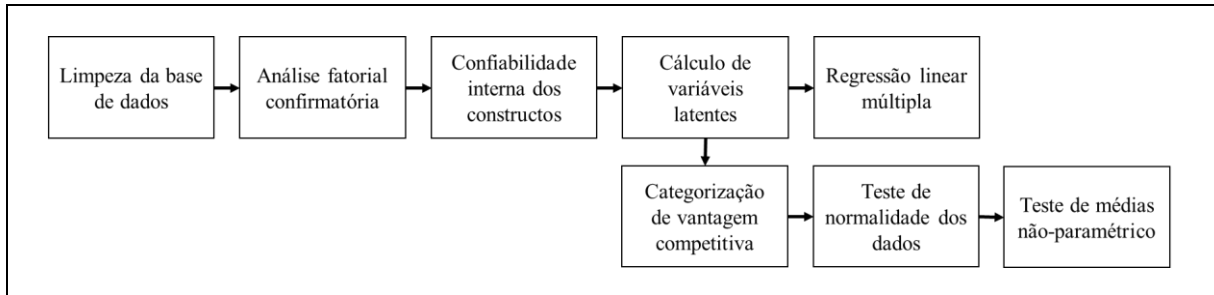 Limpeza da base
de dados
Análise fatorial
confirmatória
Confiabilidade
interna dos
constructos
Cálculo de
variáveis
latentes
Regressão linear
múltipla
Categorização
de vantagem
competitiva
Teste de
normalidade dos
dados
Teste de médias
não-paramétrico